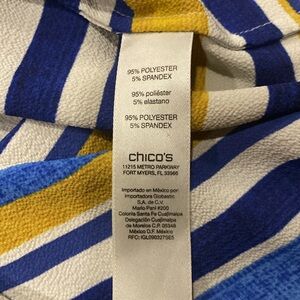 95% POLYESTER
5% SPANDEX
95% poliéster
5% elastano
95% POLYESTER
5% SPANDEX
chico's
11215 METRO PARKWAY
FORT MYERS, FL 33966
Importado en México por
Importadora Globastic
S.A. de C.V.
Mario Pani #200
Colonia Santa Fe Cuajimalpa
Delegación Cuajimalpa
de Morelos C.P. 05348
México D.F. México
RFC: IGL090327SE5